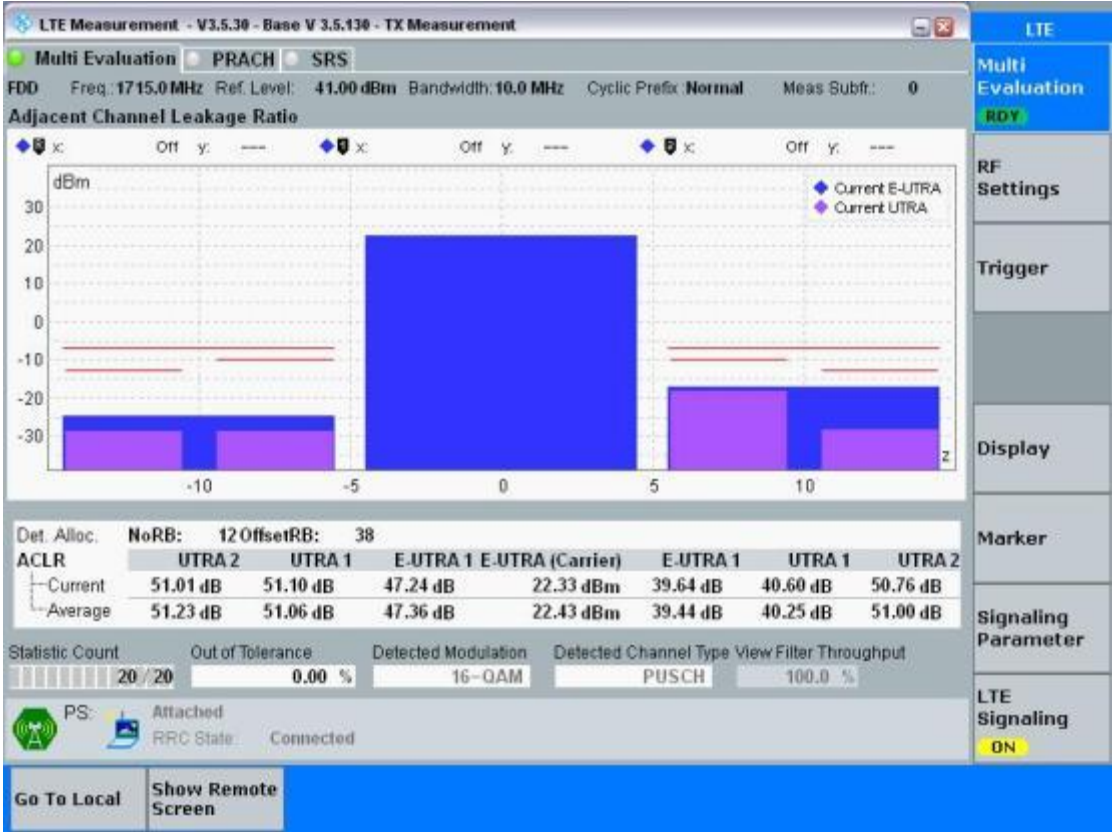 LTE Measurement - V3.5.30 - Base V 3.5.130 - TX Measurement
Multi Evaluation PRACH SRS
FDD Freq.: 1715.0 MHz Ref. Level: 41.00 dBm Bandwidth: 10.0 MHz Cyclic Prefix: Normal Meas Subfr.: 0
Adjacent Channel Leakage Ratio
x: Off y: --- x: Off y: --- x: Off y: ---
dBm
Current E-UTRA
Current UTRA
30
20
10
0
-10
-20
-30
z
-10 -5 0 5 10
Det. Alloc. NoRB: 12 OffsetRB: 38
ACLR UTRA 2 UTRA 1 E-UTRA 1 E-UTRA (Carrier) E-UTRA 1 UTRA 1 UTRA 2
Current 51.01 dB 51.10 dB 47.24 dB 22.33 dBm 39.64 dB 40.60 dB 50.76 dB
Average 51.23 dB 51.06 dB 47.36 dB 22.43 dBm 39.44 dB 40.25 dB 51.00 dB
Statistic Count Out of Tolerance Detected Modulation Detected Channel Type View Filter Throughput
20 / 20 0.00 % 16-QAM PUSCH 100.0 %
PS: Attached
RRC State: Connected
LTE
Multi
Evaluation
RDY
RF
Settings
Trigger
Display
Marker
Signaling
Parameter
LTE
Signaling
ON
Go To Local
Show Remote
Screen